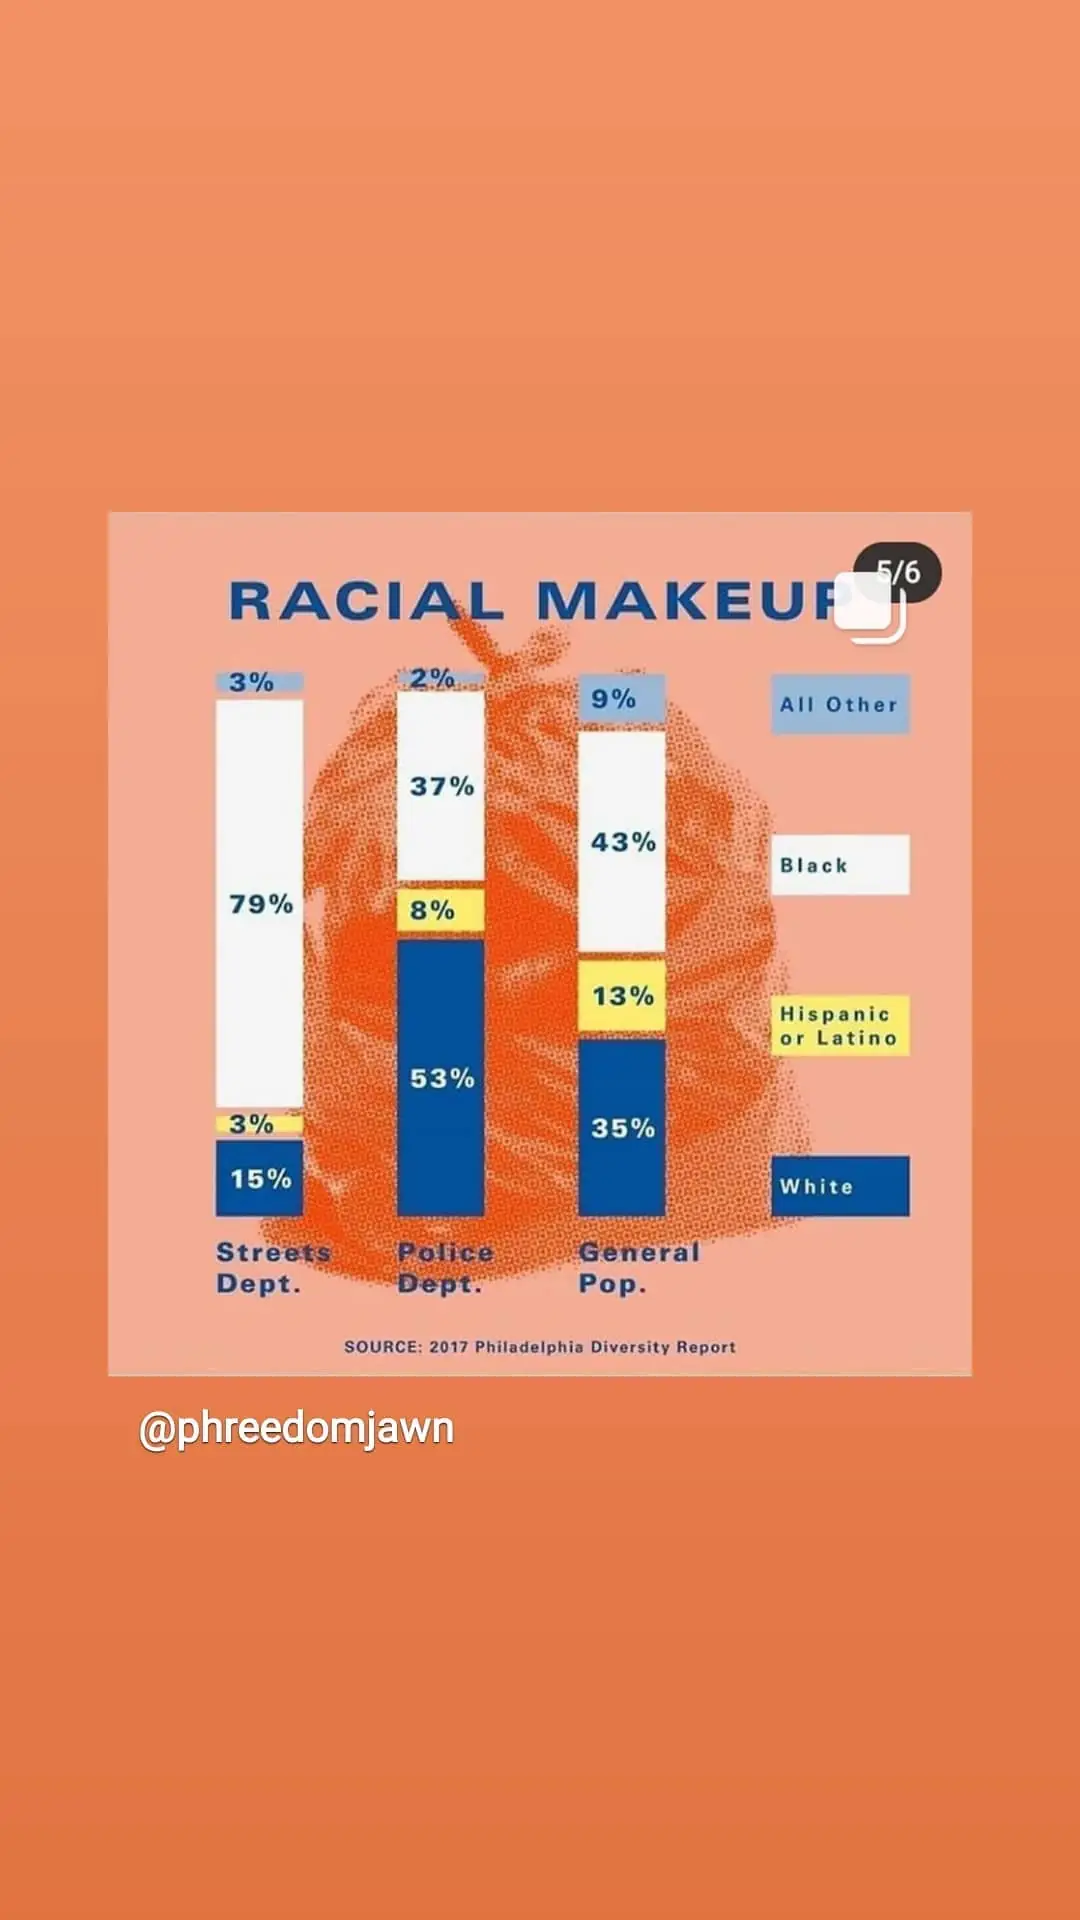 5/6
RACIAL MAKEUP
3%
79%
3%
15%
2%
37%
8%
53%
9%
43%
13%
35%
All Other
Black
Hispanic
or Latino
White
Streets
Dept.
Police
Dept.
General
Pop.
SOURCE: 2017 Philadelphia Diversity Report
@phreedomjawn